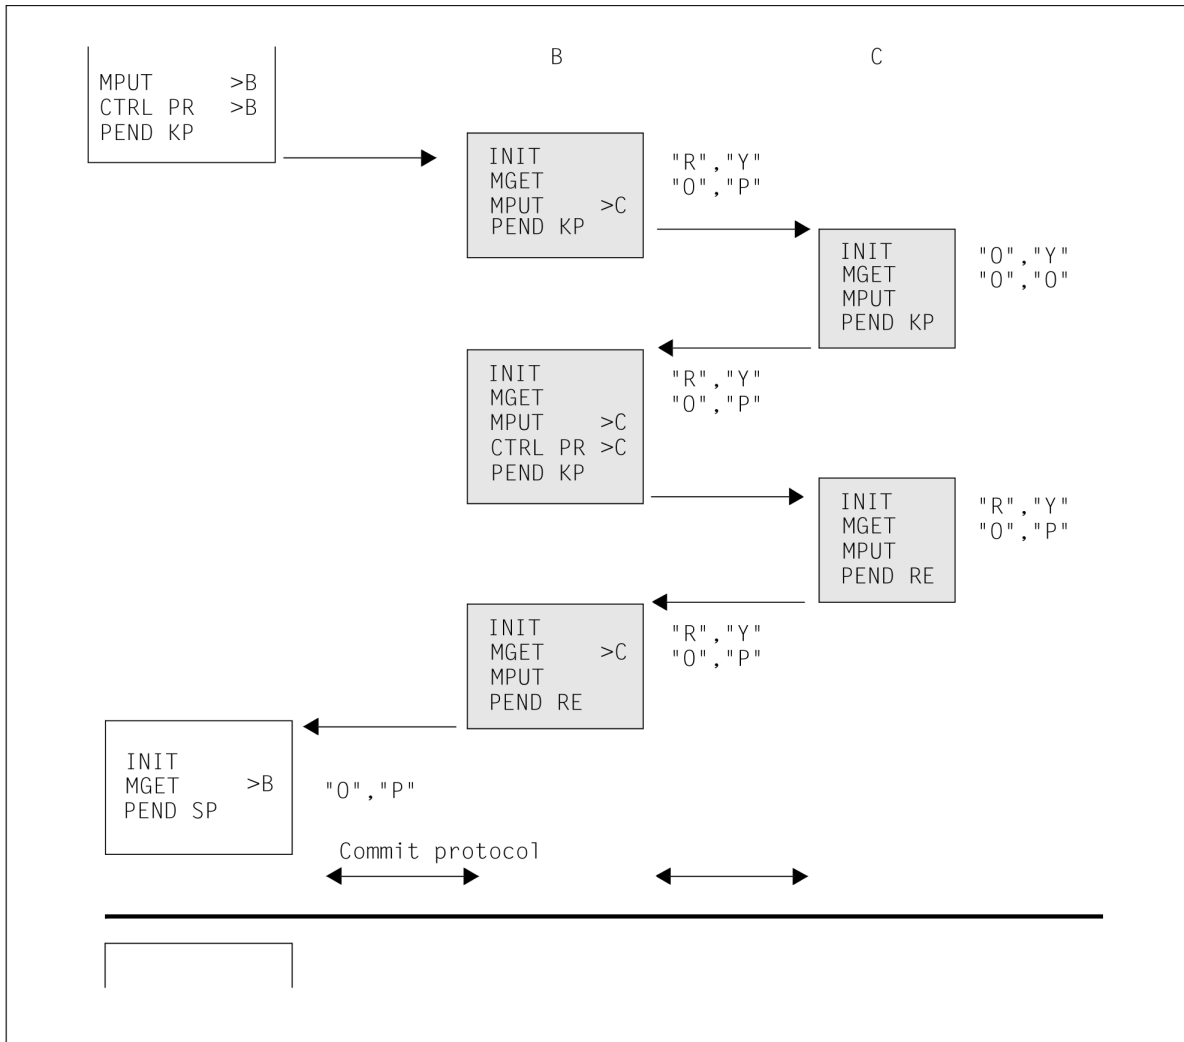 B C
MPUT >B
CTRL PR >B
PEND KP
INIT
MGET
MPUT >C
PEND KP
"R","Y"
"O","P"
INIT
MGET
MPUT
PEND KP
"O","Y"
"O","O"
INIT
MGET
MPUT >C
CTRL PR >C
PEND KP
"R","Y"
"O","P"
INIT
MGET
MPUT
PEND RE
"R","Y"
"O","P"
INIT
MGET >C
MPUT
PEND RE
"R","Y"
"O","P"
INIT
MGET >B
PEND SP
"O","P"
Commit protocol